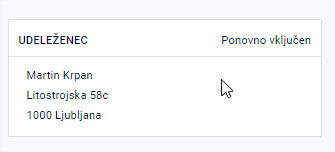 UDELEŽENEC Ponovno vključen
Martin Krpan
Litostrojska 58c
1000 Ljubljana